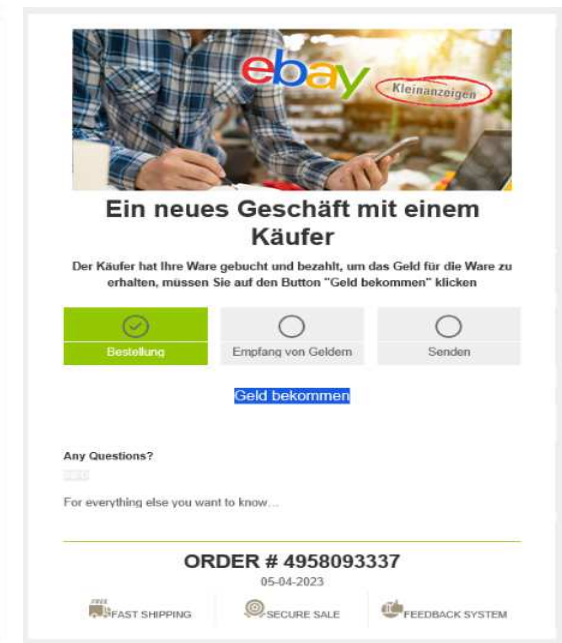 ebay
Kleinanzeigen
Ein neues Geschäft mit einem
Käufer
Der Käufer hat Ihre Ware gebucht und bezahlt, um das Geld für die Ware zu
erhalten, müssen Sie auf den Button "Geld bekommen" klicken
Bestellung
Empfang von Geldern
Senden
Geld bekommen
Any Questions?
For everything else you want to know...
ORDER # 4958093337
05-04-2023
FREE
FAST SHIPPING
SECURE SALE
FEEDBACK SYSTEM